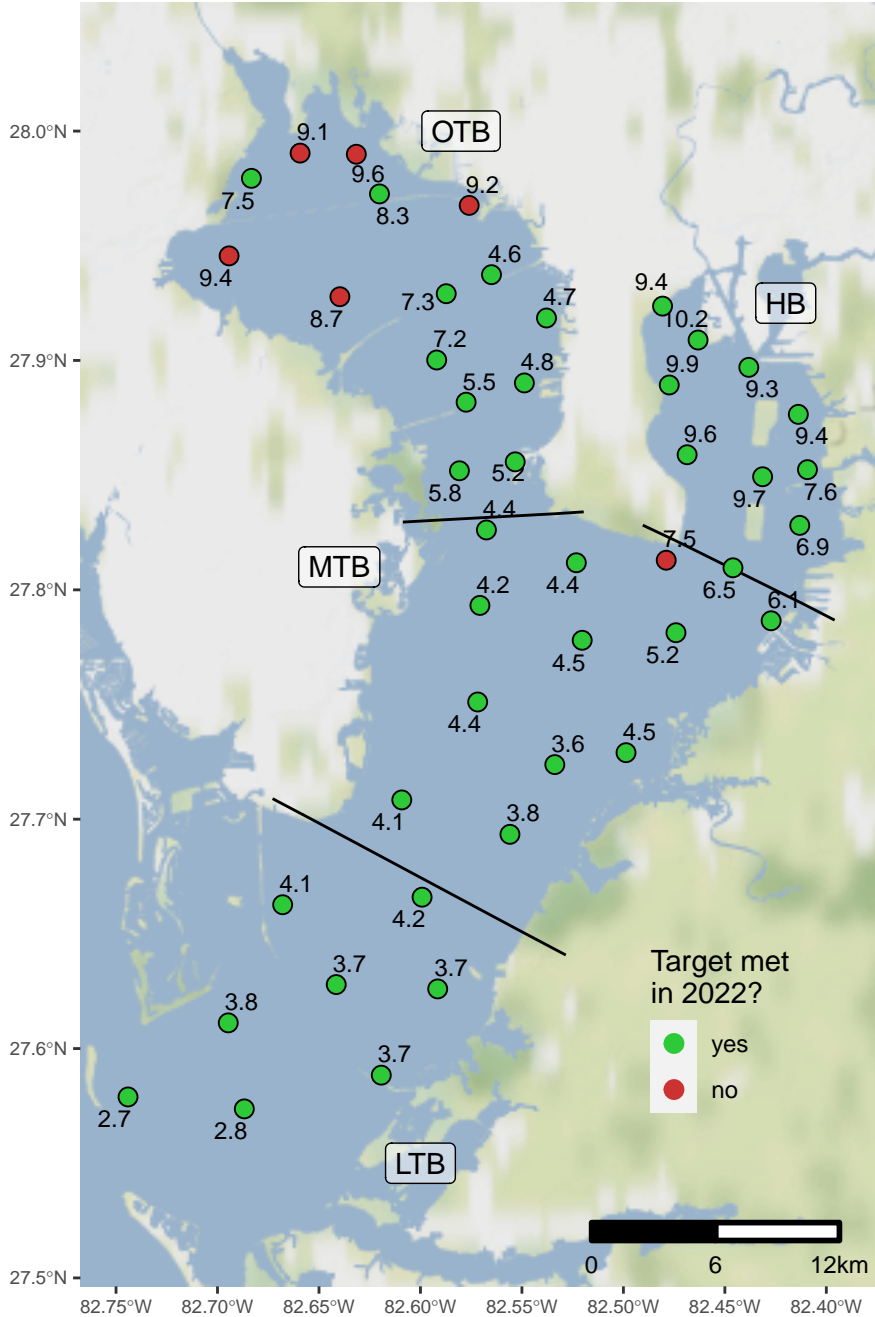 28.0°N
27.9°N
27.8°N
27.7°N
27.6°N
27.5°N
OTB
9.1
9.6
9.2
7.5
8.3
9.4
4.6
8.7
7.3
4.7
9.4
10.2
HB
7.2
4.8
9.9
9.3
5.5
9.6
9.4
5.8
5.2
9.7
7.6
4.4
7.5
6.9
MTB
4.2
4.4
6.5
6.1
4.5
5.2
4.4
3.6
4.5
4.1
3.8
4.1
4.2
3.7
3.7
3.8
3.7
2.7
2.8
LTB
Target met
in 2022?
yes
no
0 6 12km
82.75°W 82.70°W 82.65°W 82.60°W 82.55°W 82.50°W 82.45°W 82.40°W